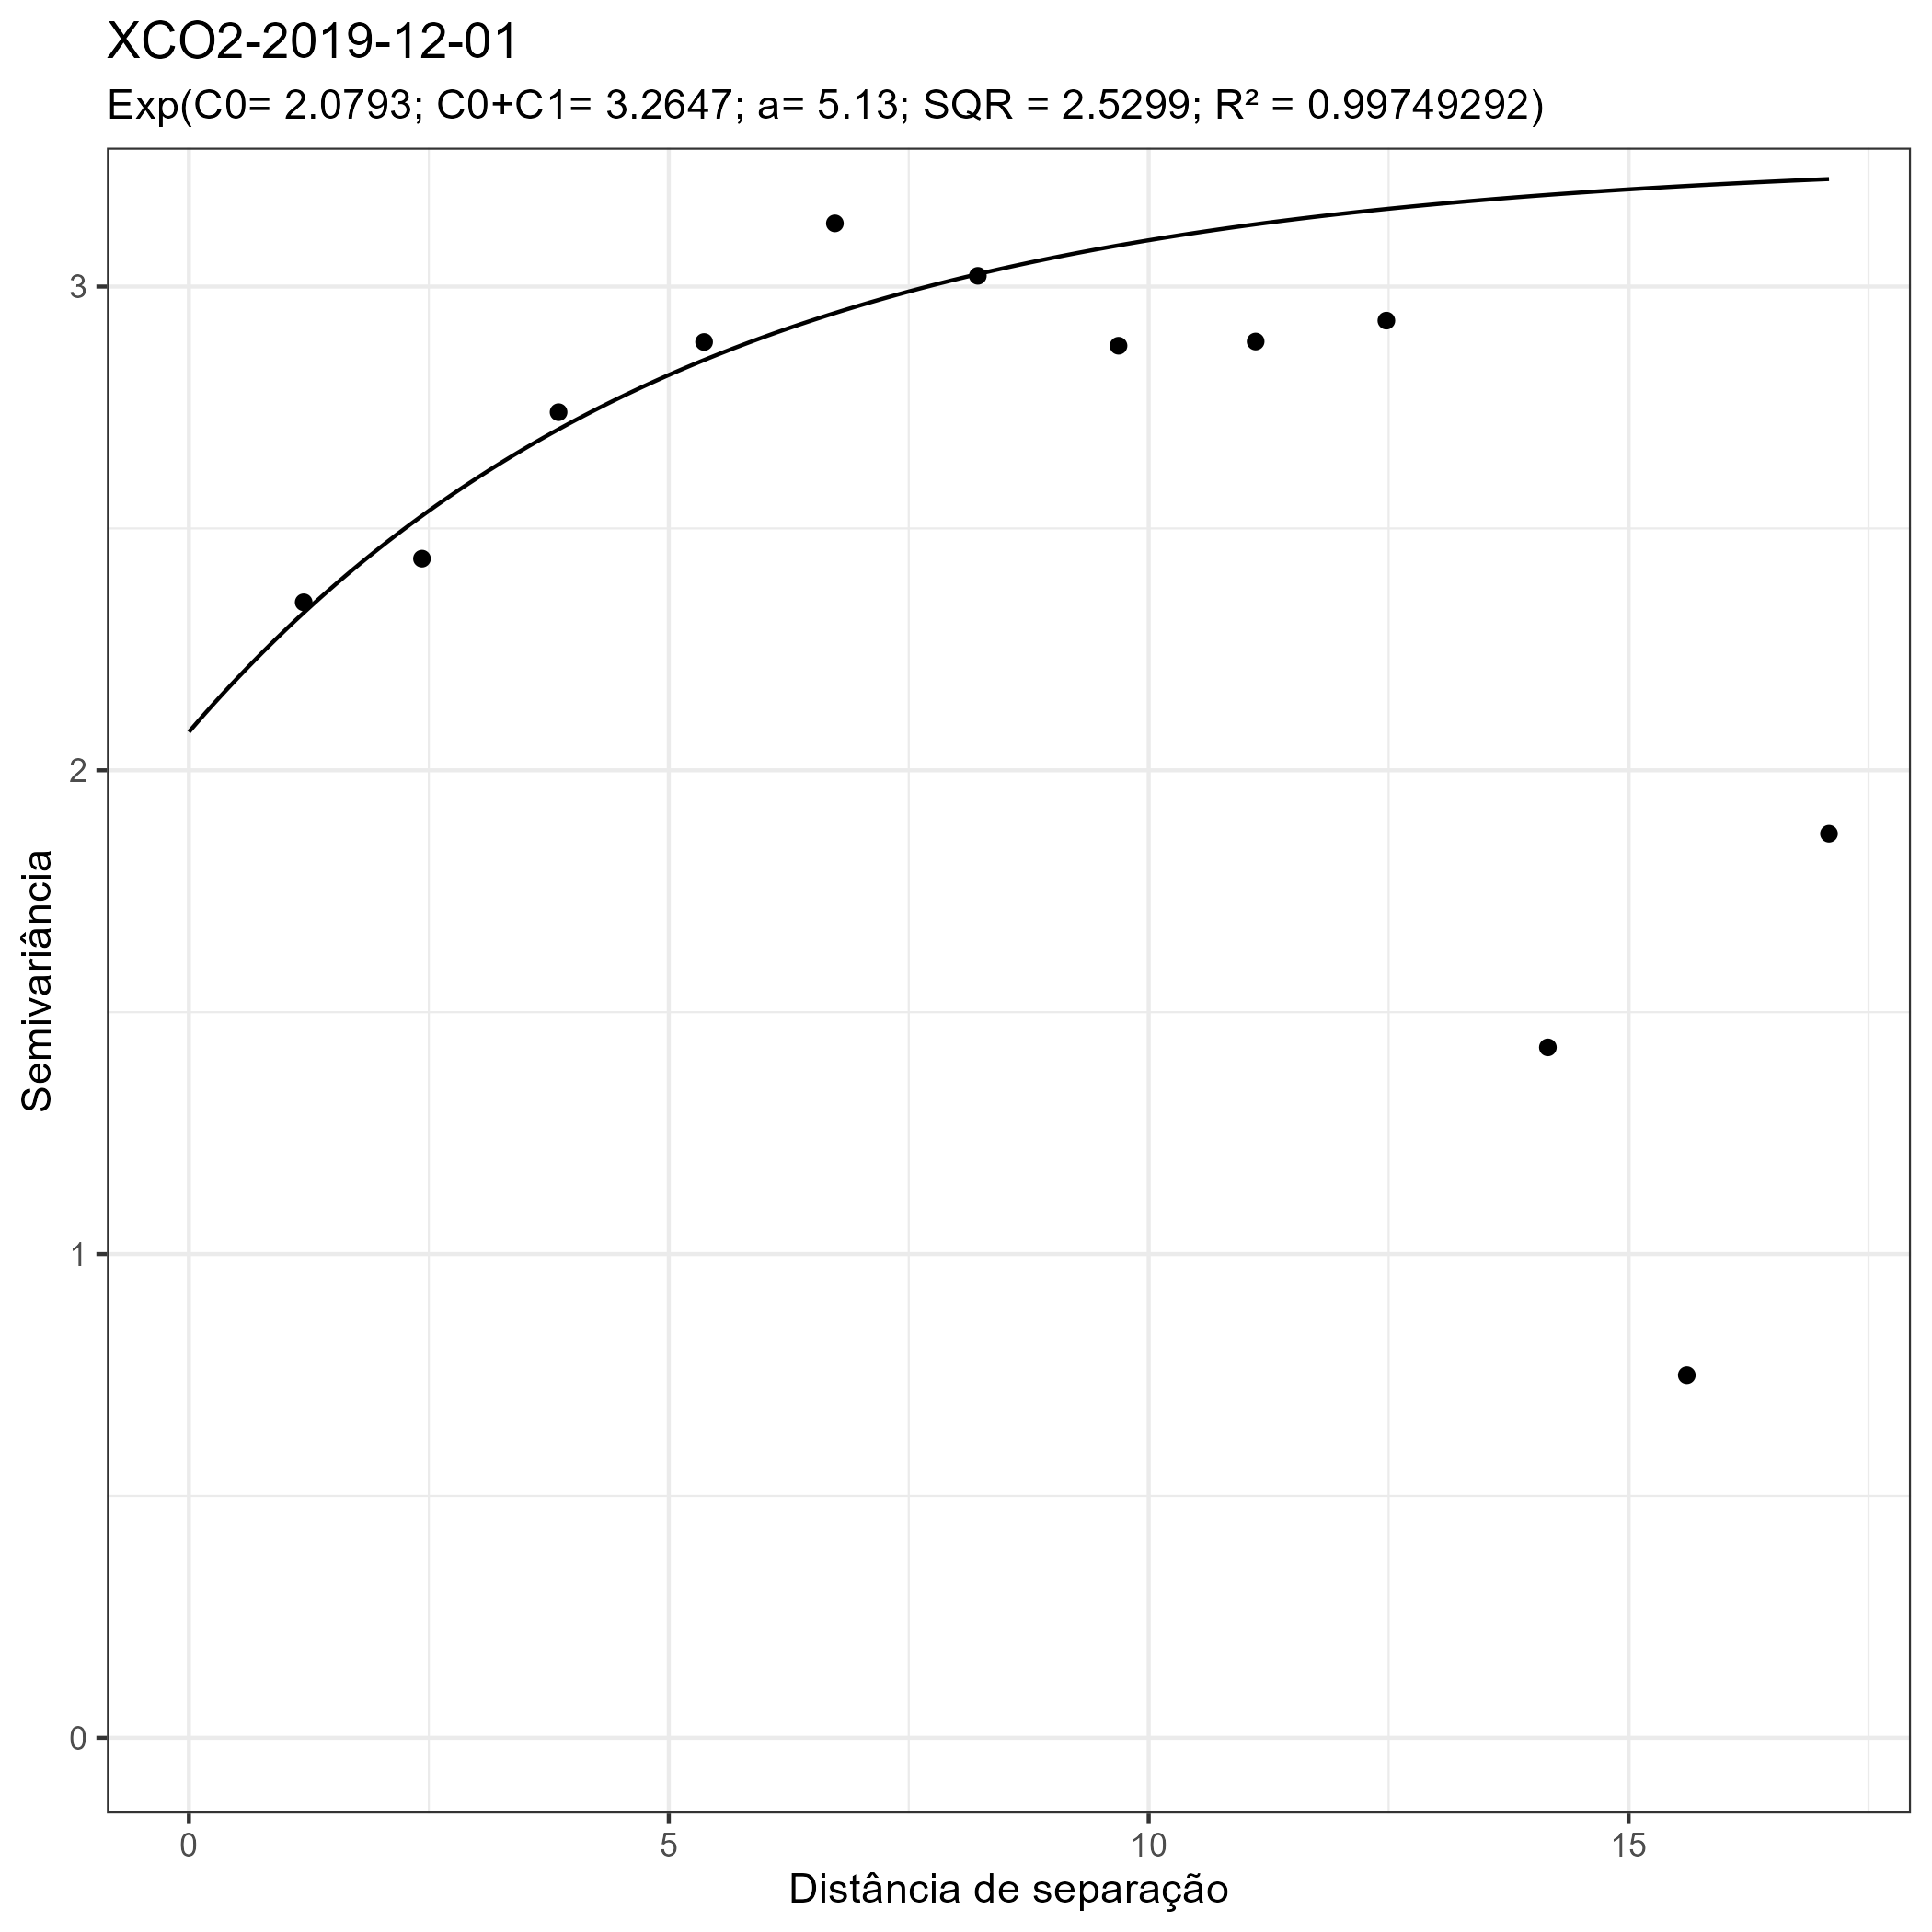 XCO2-2019-12-01
Exp(C0= 2.0793; C0+C1= 3.2647; a= 5.13; SQR = 2.5299; R² = 0.99749292)
3
2
1
0
Semivariância
0 5 10 15
Distância de separação